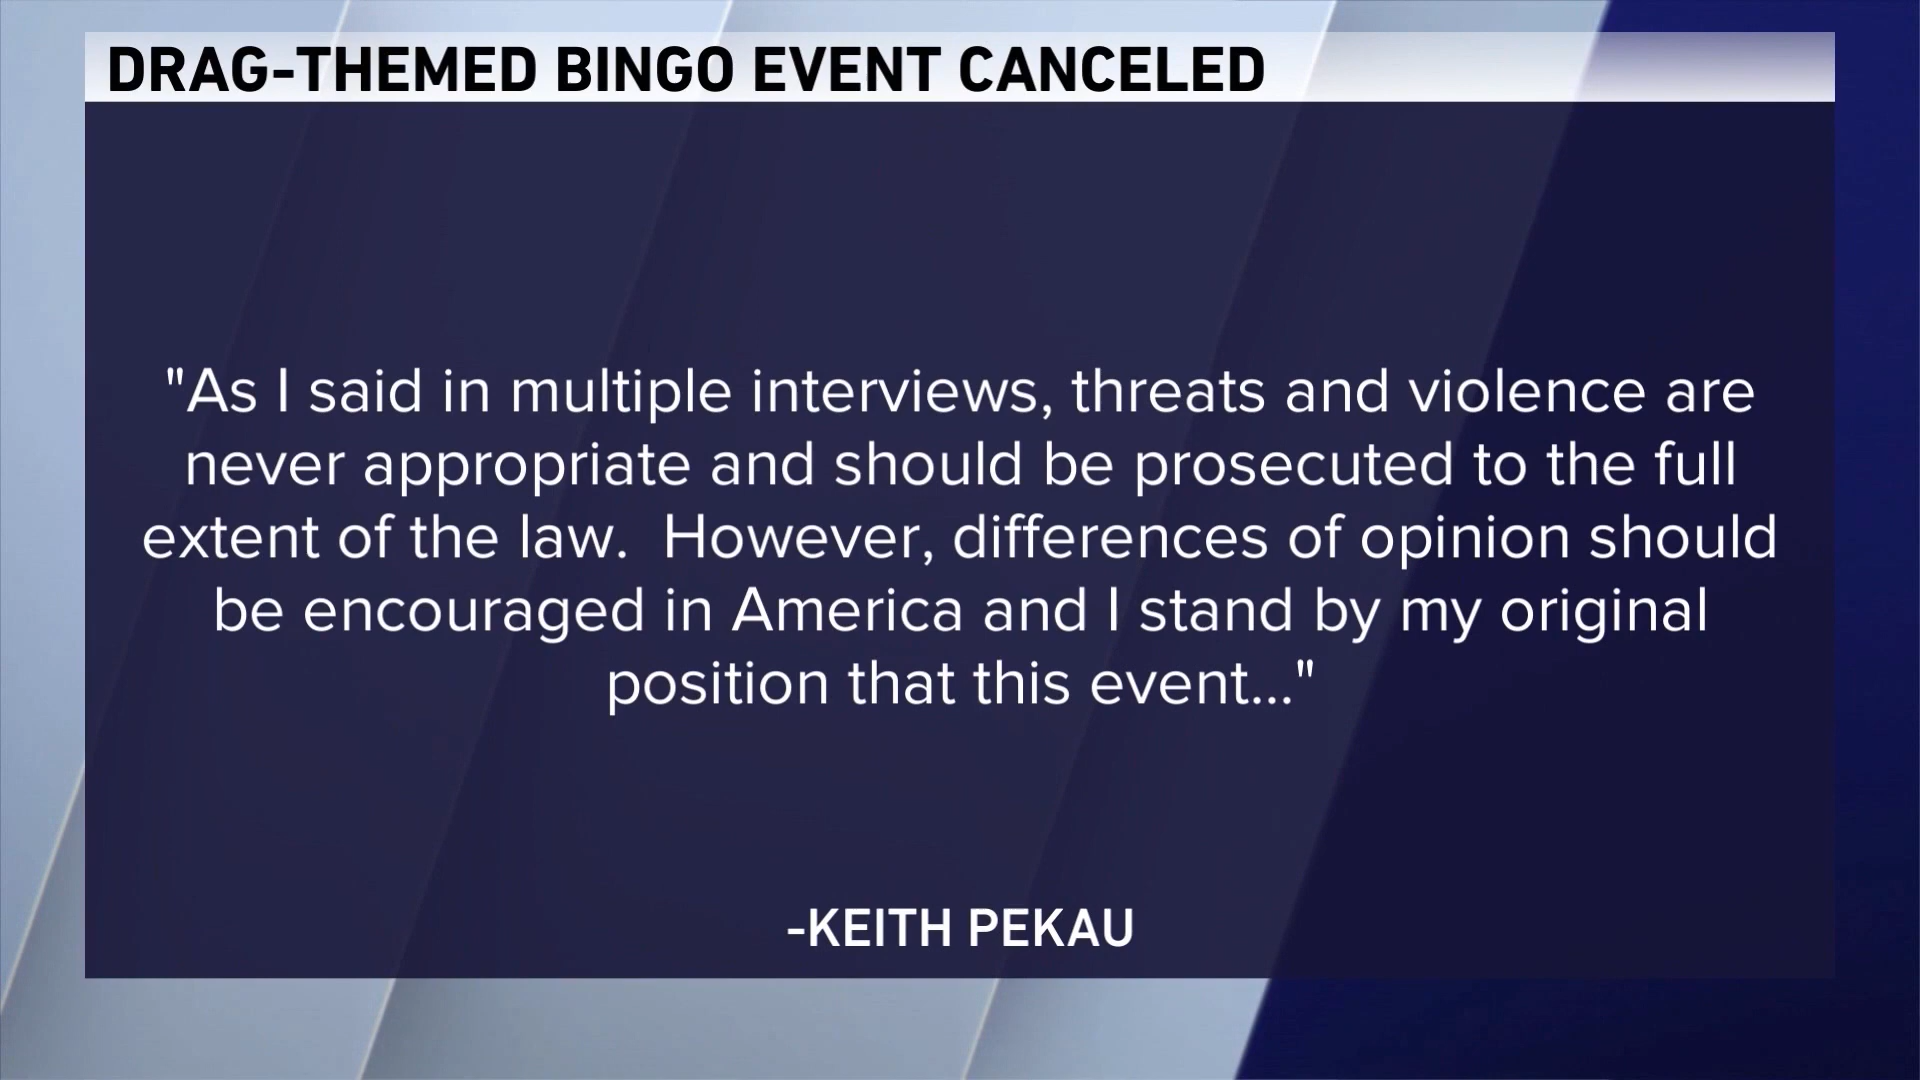 DRAG-THEMED BINGO EVENT CANCELED
"As I said in multiple interviews, threats and violence are
never appropriate and should be prosecuted to the full
extent of the law.  However, differences of opinion should
be encouraged in America and I stand by my original
position that this event..."
-KEITH PEKAU